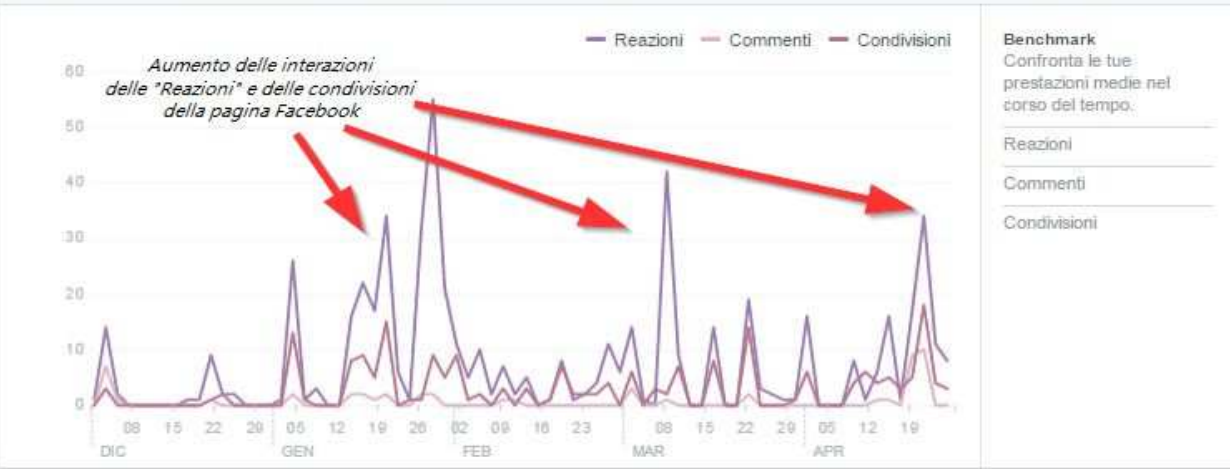 Reazioni Commenti Condivisioni
Aumento delle interazioni
delle "Reazioni" e delle condivisioni
della pagina Facebook
60
50
40
30
20
10
0
08 15 22 29 05 12 19 26 02 09 16 23 08 15 22 29 05 12 19
DIC GEN FEB MAR APR
Benchmark
Confronta le tue
prestazioni medie nel
corso del tempo.
Reazioni
Commenti
Condivisioni